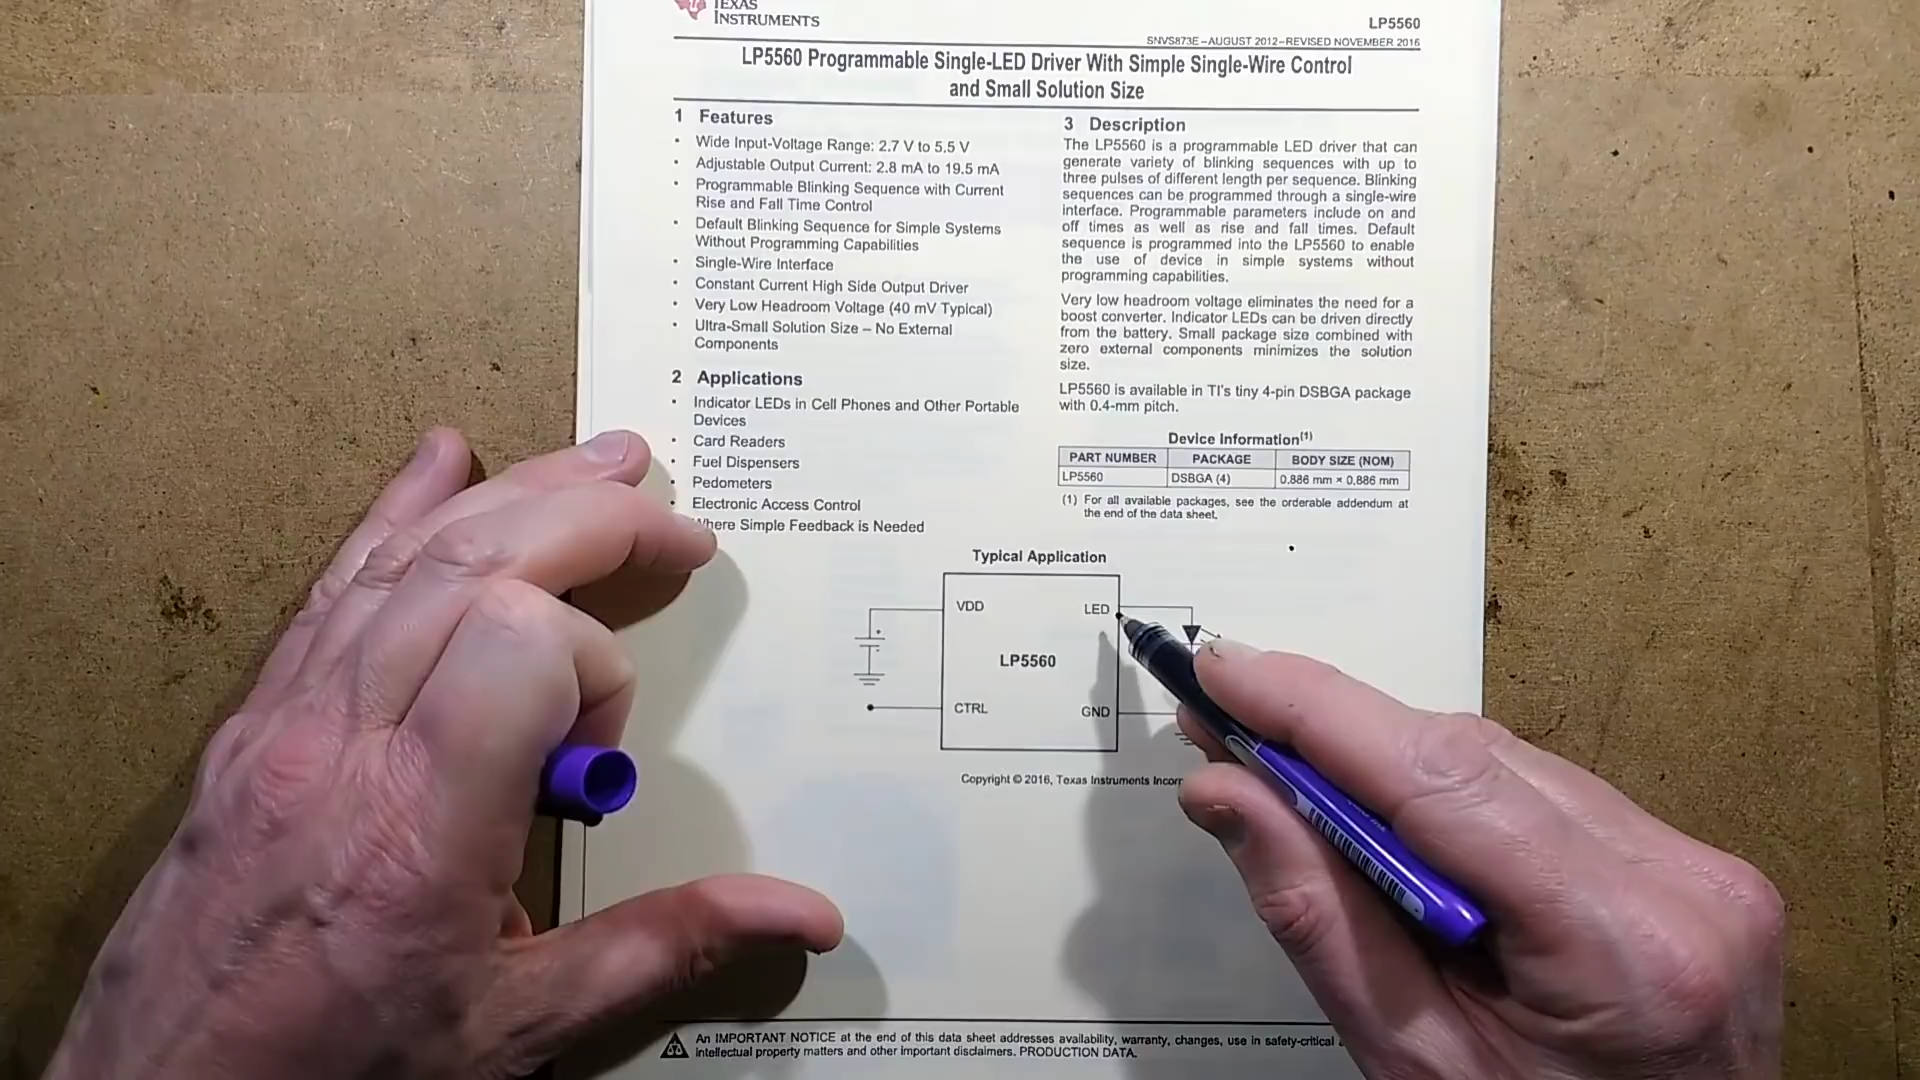 TEXAS
INSTRUMENTS
LP5560
SNVS873E –AUGUST 2012–REVISED NOVEMBER 2016
LP5560 Programmable Single-LED Driver With Simple Single-Wire Control
and Small Solution Size
1 Features
• Wide Input-Voltage Range: 2.7 V to 5.5 V
• Adjustable Output Current: 2.8 mA to 19.5 mA
• Programmable Blinking Sequence with Current
Rise and Fall Time Control
• Default Blinking Sequence for Simple Systems
Without Programming Capabilities
• Single-Wire Interface
• Constant Current High Side Output Driver
• Very Low Headroom Voltage (40 mV Typical)
• Ultra-Small Solution Size – No External
Components
2 Applications
• Indicator LEDs in Cell Phones and Other Portable
Devices
• Card Readers
• Fuel Dispensers
• Pedometers
• Electronic Access Control
Where Simple Feedback is Needed
3 Description
The LP5560 is a programmable LED driver that can
generate variety of blinking sequences with up to
three pulses of different length per sequence. Blinking
sequences can be programmed through a single-wire
interface. Programmable parameters include on and
off times as well as rise and fall times. Default
sequence is programmed into the LP5560 to enable
the use of device in simple systems without
programming capabilities.
Very low headroom voltage eliminates the need for a
boost converter. Indicator LEDs can be driven directly
from the battery. Small package size combined with
zero external components minimizes the solution
size.
LP5560 is available in TI's tiny 4-pin DSBGA package
with 0.4-mm pitch.
Device Information(1)
PART NUMBER PACKAGE BODY SIZE (NOM)
LP5560 DSBGA (4) 0.886 mm × 0.886 mm
(1) For all available packages, see the orderable addendum at
the end of the data sheet.
Typical Application
VDD LED
LP5560
CTRL GND
Copyright © 2016, Texas Instruments
An IMPORTANT NOTICE at the end of this data sheet addresses availability, warranty, changes, use in safety-critical
intellectual property matters and other important disclaimers. PRODUCTION DATA.